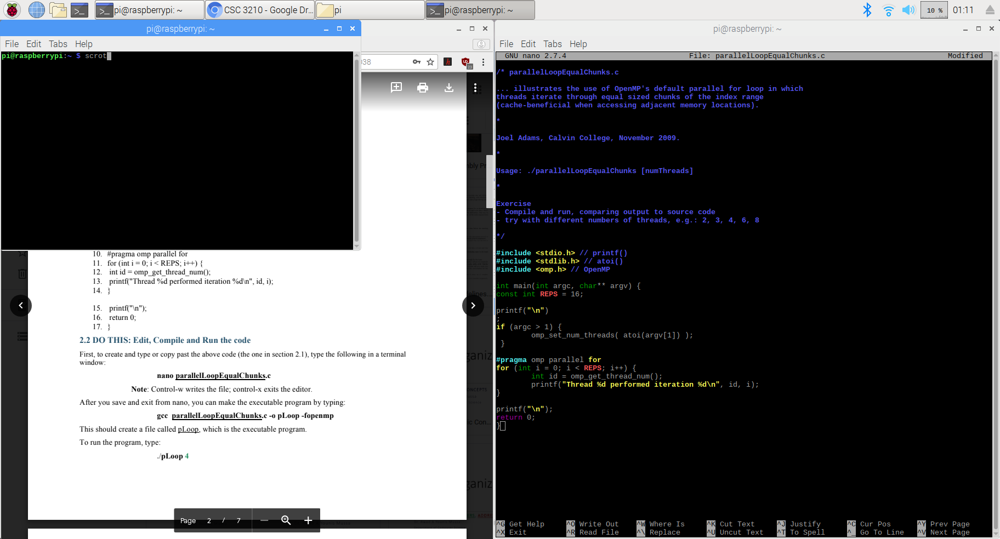 pi@raspberrypi: ~
CSC 3210 - Google Dr...
pi
pi@raspberrypi: ~
10 %
01:11
pi@raspberrypi: ~
File Edit Tabs Help
pi@raspberrypi:~ $ scrot
038
23
Page 2 / 7
10. #pragma omp parallel for
11. for (int i = 0; i < REPS; i++) {
12. int id = omp_get_thread_num();
13. printf("Thread %d performed iteration %d\n", id, i);
14. }
15. printf("\n");
16. return 0;
17. }
2.2 DO THIS: Edit, Compile and Run the code
First, to create and type or copy past the above code (the one in section 2.1), type the following in a terminal
window:
nano parallelLoopEqualChunks.c
Note: Control-w writes the file; control-x exits the editor.
After you save and exit from nano, you can make the executable program by typing:
gcc parallelLoopEqualChunks.c -o pLoop -fopenmp
This should create a file called pLoop, which is the executable program.
To run the program, type:
./pLoop 4
pi@raspberrypi: ~
File Edit Tabs Help
GNU nano 2.7.4 File: parallelLoopEqualChunks.c Modified
/* parallelLoopEqualChunks.c
... illustrates the use of OpenMP's default parallel for loop in which
threads iterate through equal sized chunks of the index range
(cache-beneficial when accessing adjacent memory locations).
*
Joel Adams, Calvin College, November 2009.
*
Usage: ./parallelLoopEqualChunks [numThreads]
*
Exercise
- Compile and run, comparing output to source code
- try with different numbers of threads, e.g.: 2, 3, 4, 6, 8
*/
#include <stdio.h> // printf()
#include <stdlib.h> // atoi()
#include <omp.h> // OpenMP
int main(int argc, char** argv) {
const int REPS = 16;
printf("\n")
;
if (argc > 1) {
omp_set_num_threads( atoi(argv[1]) );
}
#pragma omp parallel for
for (int i = 0; i < REPS; i++) {
int id = omp_get_thread_num();
printf("Thread %d performed iteration %d\n", id, i);
}
printf("\n");
return 0;
}
^G Get Help ^O Write Out ^W Where Is ^K Cut Text ^J Justify ^C Cur Pos ^Y Prev Page
^X Exit ^R Read File ^\ Replace ^U Uncut Text ^T To Spell ^_ Go To Line ^V Next Page